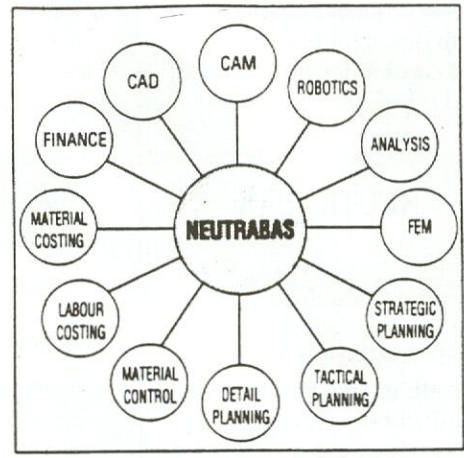 CAM
CAD
ROBOTICS
FINANCE
ANALYSIS
MATERIAL
COSTING
NEUTRABAS
FEM
LABOUR
COSTING
STRATEGIC
PLANNING
MATERIAL
CONTROL
DETAIL
PLANNING
TACTICAL
PLANNING